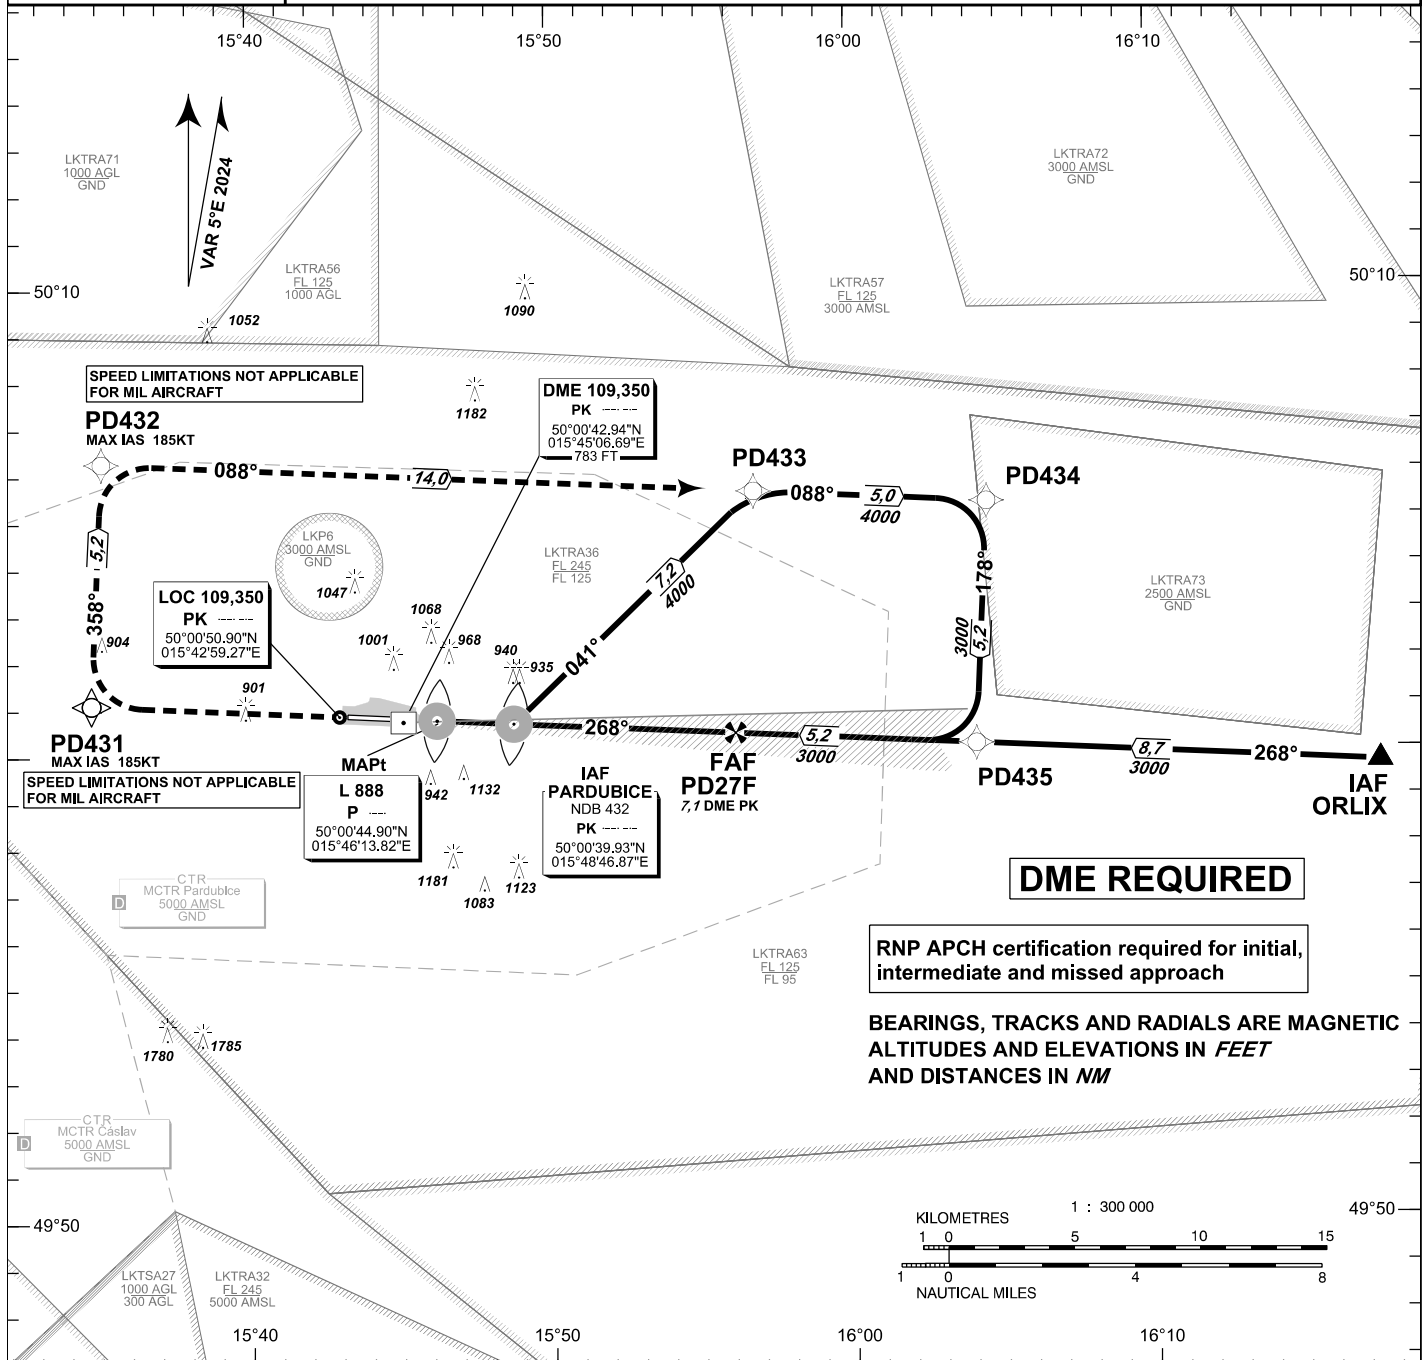 15°40
15°50
16°00
16°10
VAR 5°E 2024
LKTRA71
1000 AGL
GND
LKTRA72
3000 AMSL
GND
LKTRA56
FL 125
1000 AGL
LKTRA57
FL 125
3000 AMSL
50°10
50°10
1052
1090
1182
SPEED LIMITATIONS NOT APPLICABLE
FOR MIL AIRCRAFT
PD432
MAX IAS 185KT
DME 109,350
PK -·-·-- -·-
50°00'42.94"N
015°45'06.69"E
783 FT
088°
14,0
PD433
088°
5,0
4000
PD434
5,2
358°
904
LKP6
3000 AMSL
GND
1047
LKTRA36
FL 245
FL 125
7,2
4000
041°
178°
3000
5,2
LKTRA73
2500 AMSL
GND
LOC 109,350
PK
50°00'50.90"N
015°42'59.27"E
1068
1001
968
940
935
901
PD431
MAX IAS 185KT
SPEED LIMITATIONS NOT APPLICABLE
FOR MIL AIRCRAFT
268°
FAF
PD27F
7,1 DME PK
5,2
3000
PD435
8,7
3000
268°
IAF
ORLIX
MAPt
L 888
P
50°00'44.90"N
015°46'13.82"E
942
1132
IAF
PARDUBICE
NDB 432
PK
50°00'39.93"N
015°48'46.87"E
1181
1083
1123
DME REQUIRED
D
CTR
MCTR Pardubice
5000 AMSL
GND
RNP APCH certification required for initial,
intermediate and missed approach
LKTRA63
FL 125
FL 95
BEARINGS, TRACKS AND RADIALS ARE MAGNETIC
ALTITUDES AND ELEVATIONS IN FEET
AND DISTANCES IN NM
1780
1785
D
CTR
MCTR Čáslav
5000 AMSL
GND
49°50
49°50
1 : 300 000
KILOMETRES
1 0 5 10 15
1 0 4 8
NAUTICAL MILES
LKTSA27
1000 AGL
300 AGL
LKTRA32
FL 245
5000 AMSL
15°40
15°50
16°00
16°10